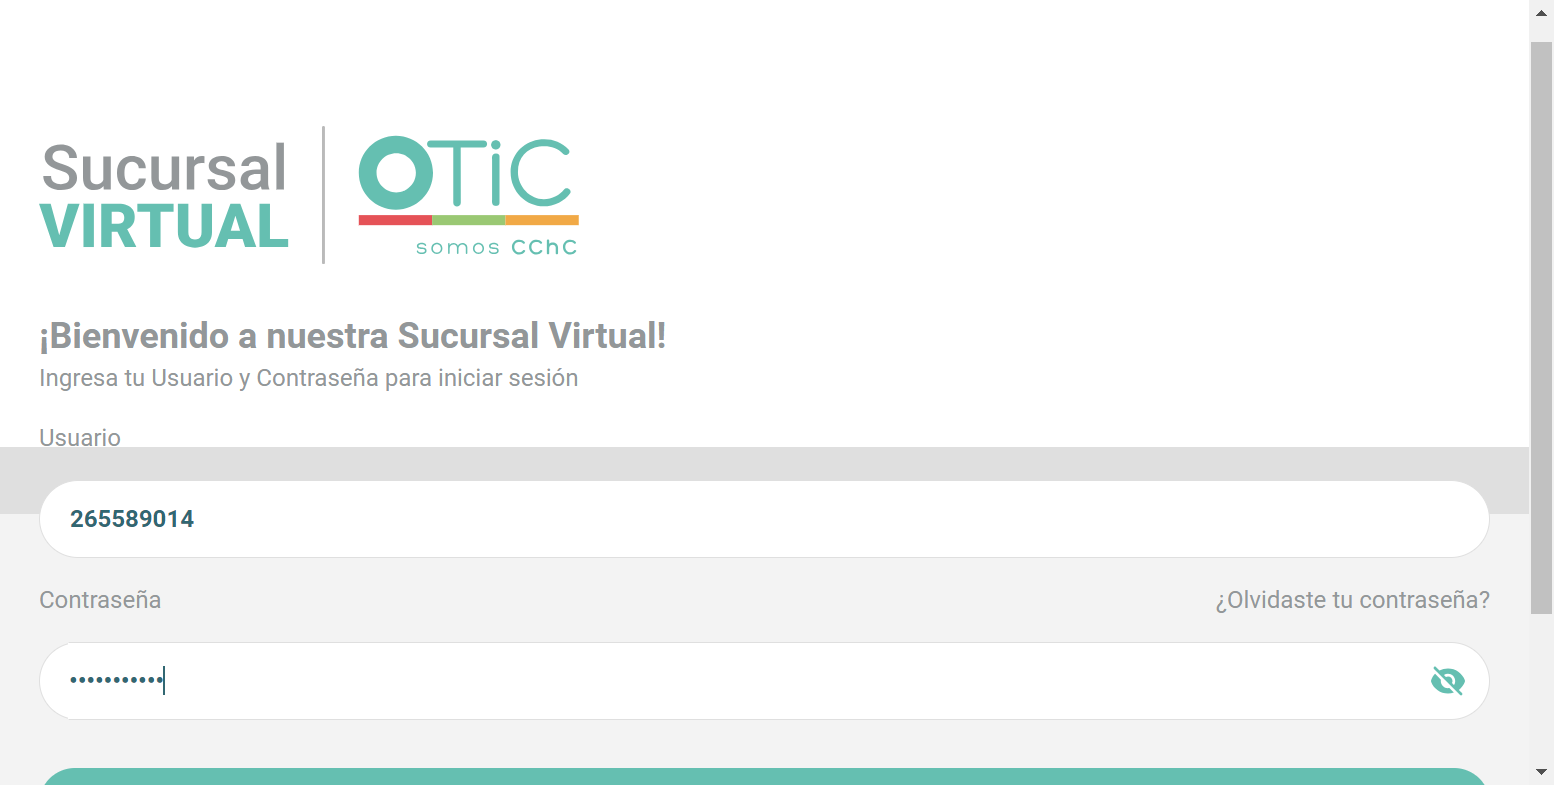 Sucursal
VIRTUAL
OTiC
somos CChC
¡Bienvenido a nuestra Sucursal Virtual!
Ingresa tu Usuario y Contraseña para iniciar sesión
Usuario
265589014
Contraseña
¿Olvidaste tu contraseña?
•••••••••••